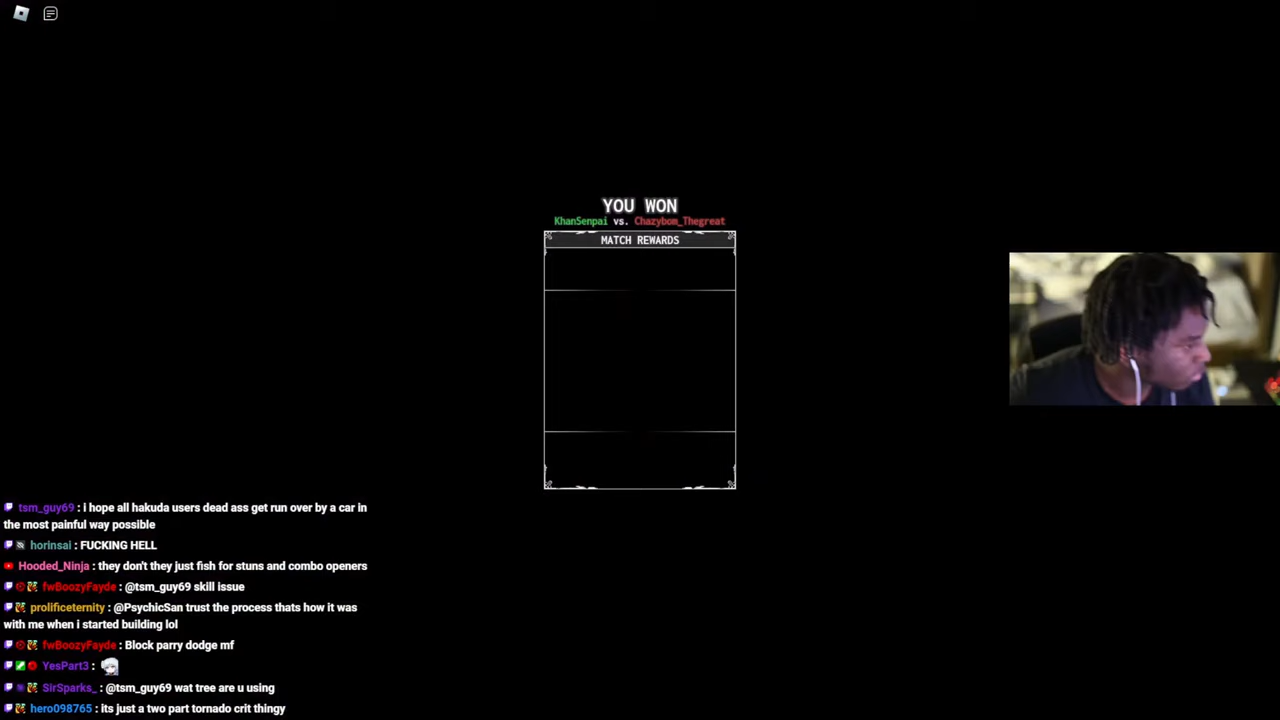 YOU WON
KhanSenpai vs. Chazybom_Thegreat
MATCH REWARDS
tsm_guy69 : i hope all hakuda users dead ass get run over by a car in
the most painful way possible
horinsai : FUCKING HELL
Hooded_Ninja : they don't they just fish for stuns and combo openers
fwBoozyFayde : @tsm_guy69 skill issue
prolificeternity : @PsychicSan trust the process thats how it was
with me when i started building lol
fwBoozyFayde : Block parry dodge mf
YesPart3 :
SirSparks_ : @tsm_guy69 wat tree are u using
hero098765 : its just a two part tornado crit thingy